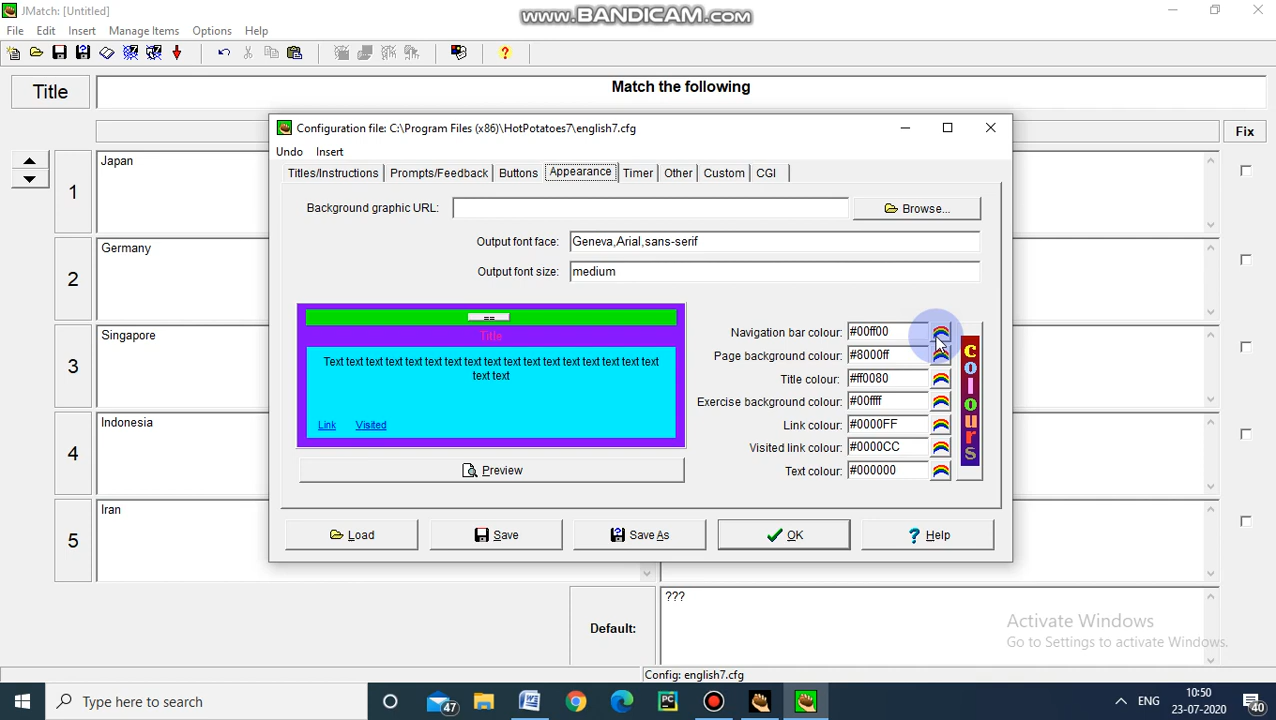 JMatch: [Untitled]
www.BANDICAM.com
File Edit Insert Manage Items Options Help
Title
Match the following
Fix
Configuration file: C:\Program Files (x86)\HotPotatoes7\english7.cfg
Undo Insert
Titles/Instructions Prompts/Feedback Buttons Appearance Timer Other Custom CGI
Background graphic URL: Browse...
Output font face: Geneva,Arial,sans-serif
Output font size: medium
==
Title
Text text text text text text text text text text text text text text
text text
Link Visited
Preview
Navigation bar colour: #00ff00
Page background colour: #8000ff
Title colour: #ff0080
Exercise background colour: #00ffff
Link colour: #0000FF
Visited link colour: #0000CC
Text colour: #000000
Colours
Load Save Save As OK Help
1 Japan
2 Germany
3 Singapore
4 Indonesia
5 Iran
Default: ???
Activate Windows
Go to Settings to activate Windows.
Config: english7.cfg
Type here to search
47
ENG
10:50
23-07-2020
40